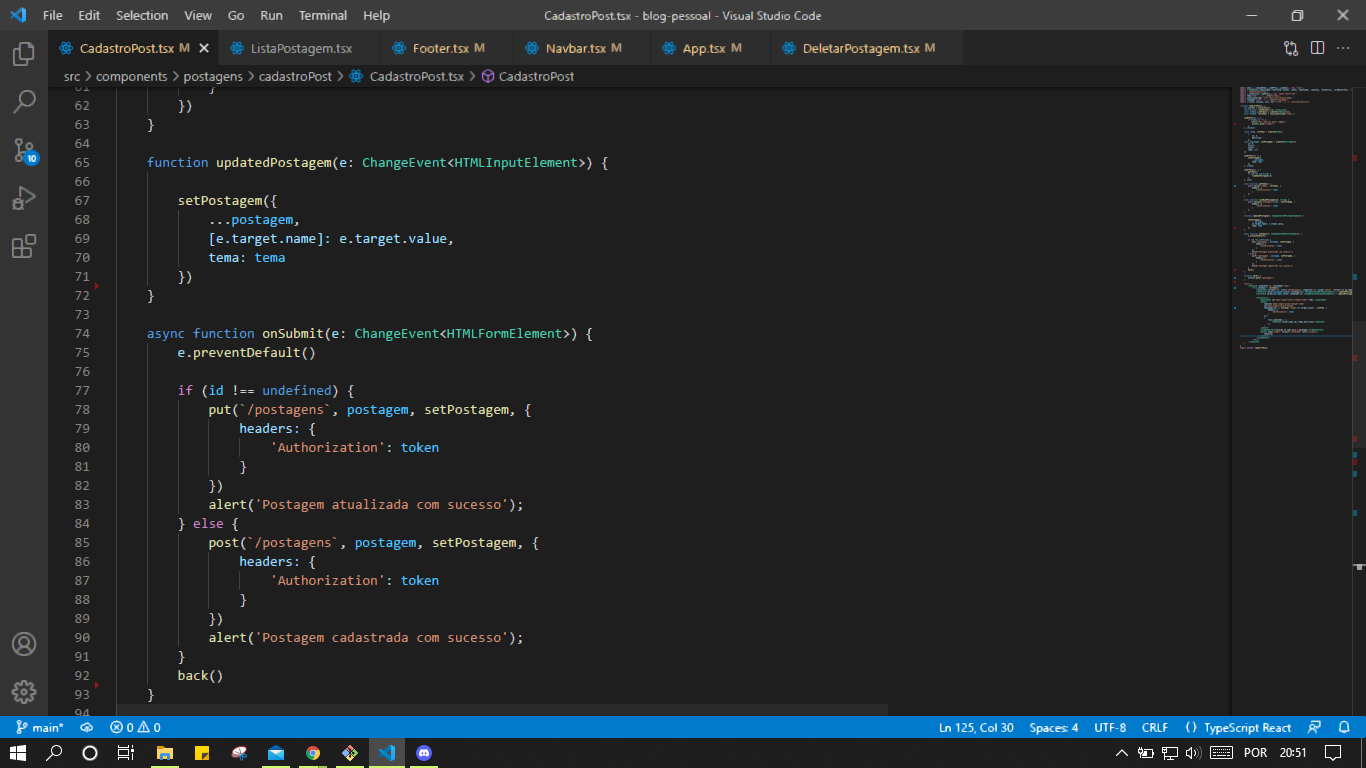 File Edit Selection View Go Run Terminal Help CadastroPost.tsx - blog-pessoal - Visual Studio Code
CadastroPost.tsx M ListaPostagem.tsx Footer.tsx M Navbar.tsx M App.tsx M DeletarPostagem.tsx M
src > components > postagens > cadastroPost > CadastroPost.tsx > CadastroPost
61 }
62 })
63 }
64
65 function updatedPostagem(e: ChangeEvent<HTMLInputElement>) {
66
67 setPostagem({
68 ...postagem,
69 [e.target.name]: e.target.value,
70 tema: tema
71 })
72 }
73
74 async function onSubmit(e: ChangeEvent<HTMLFormElement>) {
75 e.preventDefault()
76
77 if (id !== undefined) {
78 put(`/postagens`, postagem, setPostagem, {
79 headers: {
80 'Authorization': token
81 }
82 })
83 alert('Postagem atualizada com sucesso');
84 } else {
85 post(`/postagens`, postagem, setPostagem, {
86 headers: {
87 'Authorization': token
88 }
89 })
90 alert('Postagem cadastrada com sucesso');
91 }
92 back()
93 }
94
10
main* 0 0 Ln 125, Col 30 Spaces: 4 UTF-8 CRLF () TypeScript React
POR 20:51